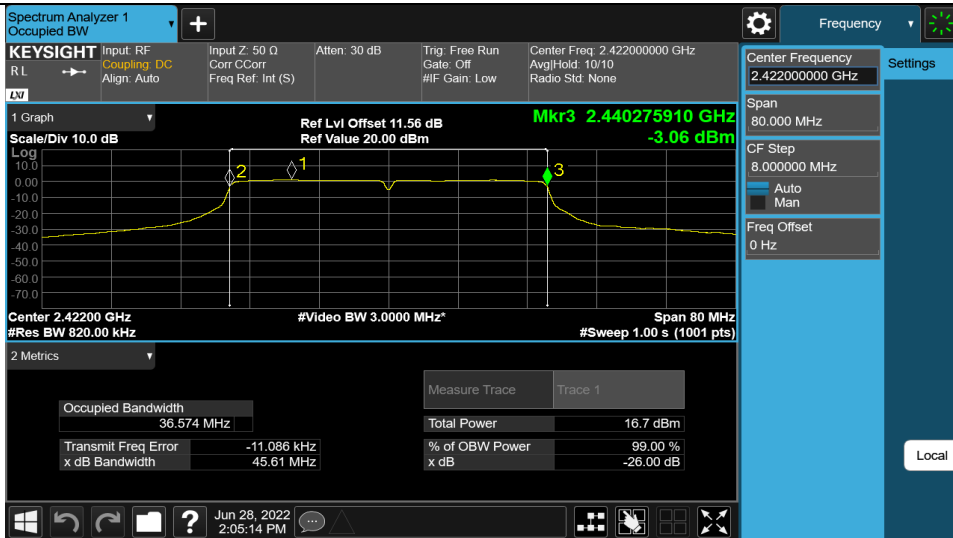 Spectrum Analyzer 1
Occupied BW
+
Frequency
KEYSIGHT
R L
LXI
Input: RF
Coupling: DC
Align: Auto
Input Z: 50 Ω
Corr CCorr
Freq Ref: Int (S)
Atten: 30 dB
Trig: Free Run
Gate: Off
#IF Gain: Low
Center Freq: 2.422000000 GHz
Avg|Hold: 10/10
Radio Std: None
Center Frequency
2.422000000 GHz
Settings
Span
80.000 MHz
CF Step
8.000000 MHz
Auto
Man
Freq Offset
0 Hz
Local
1 Graph
Scale/Div 10.0 dB
Ref Lvl Offset 11.56 dB
Ref Value 20.00 dBm
Mkr3 2.440275910 GHz
-3.06 dBm
Log
10.0
0.00
-10.0
-20.0
-30.0
-40.0
-50.0
-60.0
-70.0
2
1
3
Center 2.42200 GHz
#Video BW 3.0000 MHz*
Span 80 MHz
#Res BW 820.00 kHz
#Sweep 1.00 s (1001 pts)
2 Metrics
Measure Trace
Trace 1
Occupied Bandwidth
36.574 MHz
Total Power
16.7 dBm
Transmit Freq Error
-11.086 kHz
% of OBW Power
99.00 %
x dB Bandwidth
45.61 MHz
x dB
-26.00 dB
?
Jun 28, 2022
2:05:14 PM